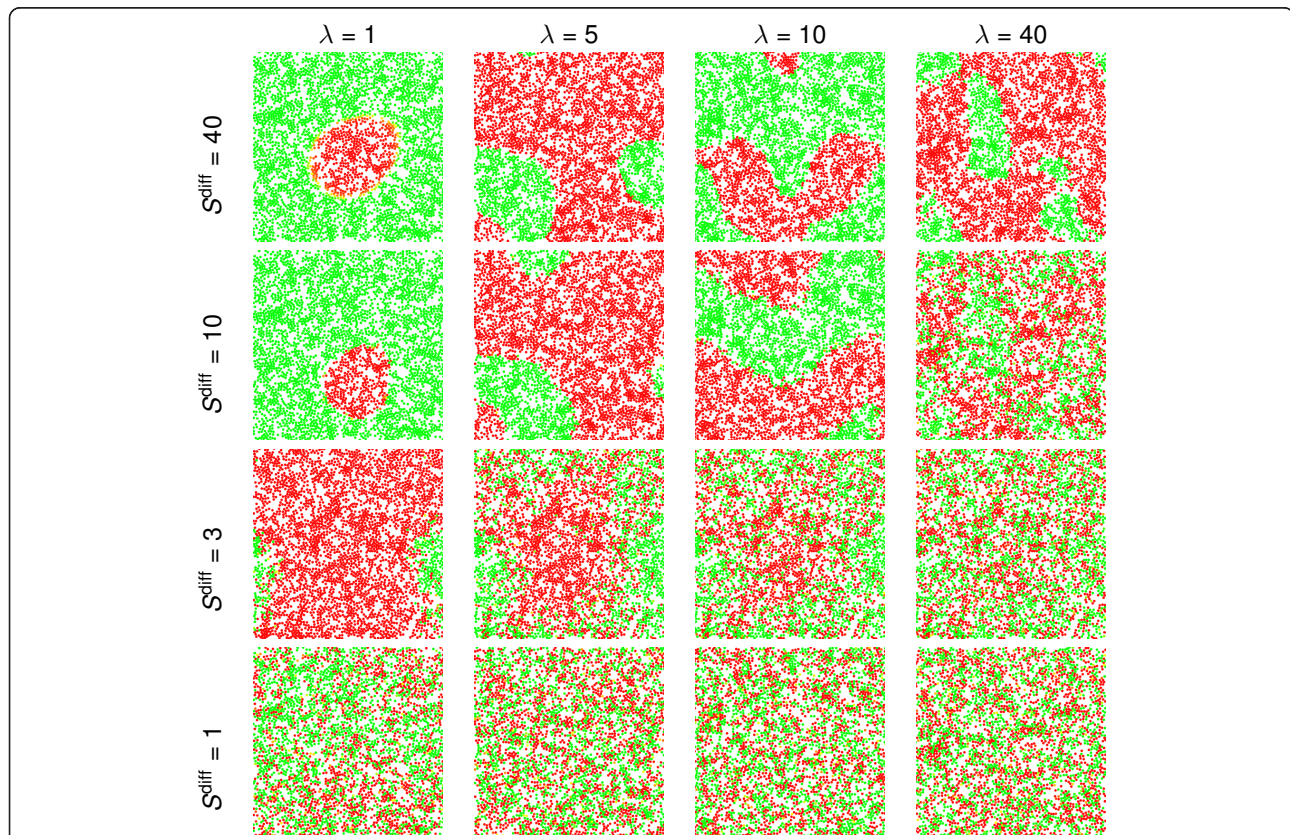 λ = 1
λ = 5
λ = 10
λ = 40
S^diff = 40
S^diff = 10
S^diff = 3
S^diff = 1